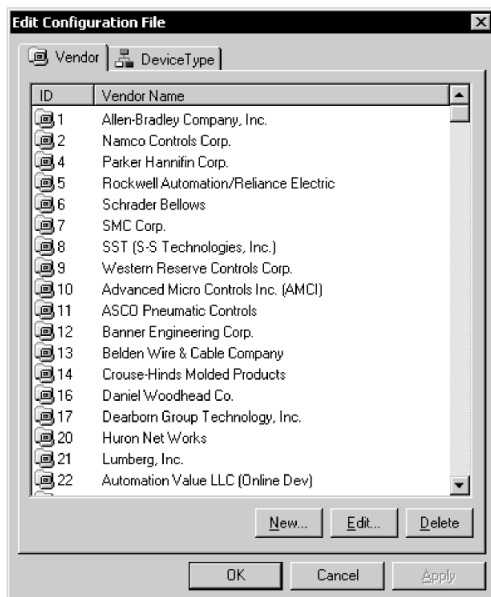 Edit Configuration File
Vendor DeviceType
ID Vendor Name
1 Allen-Bradley Company, Inc.
2 Namco Controls Corp.
4 Parker Hannifin Corp.
5 Rockwell Automation/Reliance Electric
6 Schrader Bellows
7 SMC Corp.
8 SST (S-S Technologies, Inc.)
9 Western Reserve Controls Corp.
10 Advanced Micro Controls Inc. (AMCI)
11 ASCO Pneumatic Controls
12 Banner Engineering Corp.
13 Belden Wire & Cable Company
14 Crouse-Hinds Molded Products
16 Daniel Woodhead Co.
17 Dearborn Group Technology, Inc.
20 Huron Net Works
21 Lumberg, Inc.
22 Automation Value LLC (Online Dev)
New... Edit... Delete
OK Cancel Apply